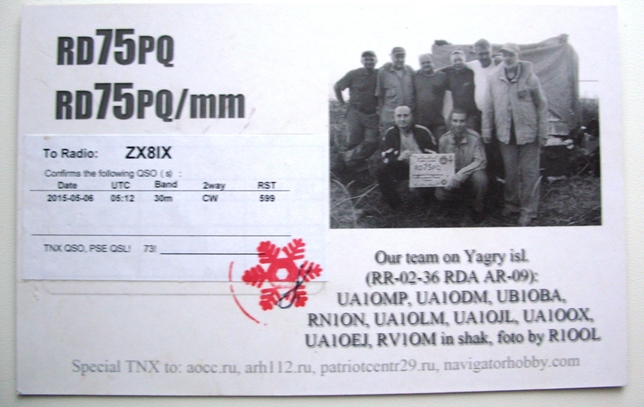 RD75PQ
RD75PQ/mm
To Radio: ZX8IX
Confirms the following QSO ( s) :
Date UTC Band 2way RST
2015-05-06 05:12 30m CW 599
TNX QSO, PSE QSL! 73!
RD75PQ
Our team on Yagry isl.
(RR-02-36 RDA AR-09):
UA1OMP, UA1ODM, UB1OBA,
RN1ON, UA1OLM, UA1OJL, UA1OOX,
UA1OEJ, RV1OM in shak, foto by R1OOL
Special TNX to: aocc.ru, arh112.ru, patriotcentr29.ru, navigatorhobby.com